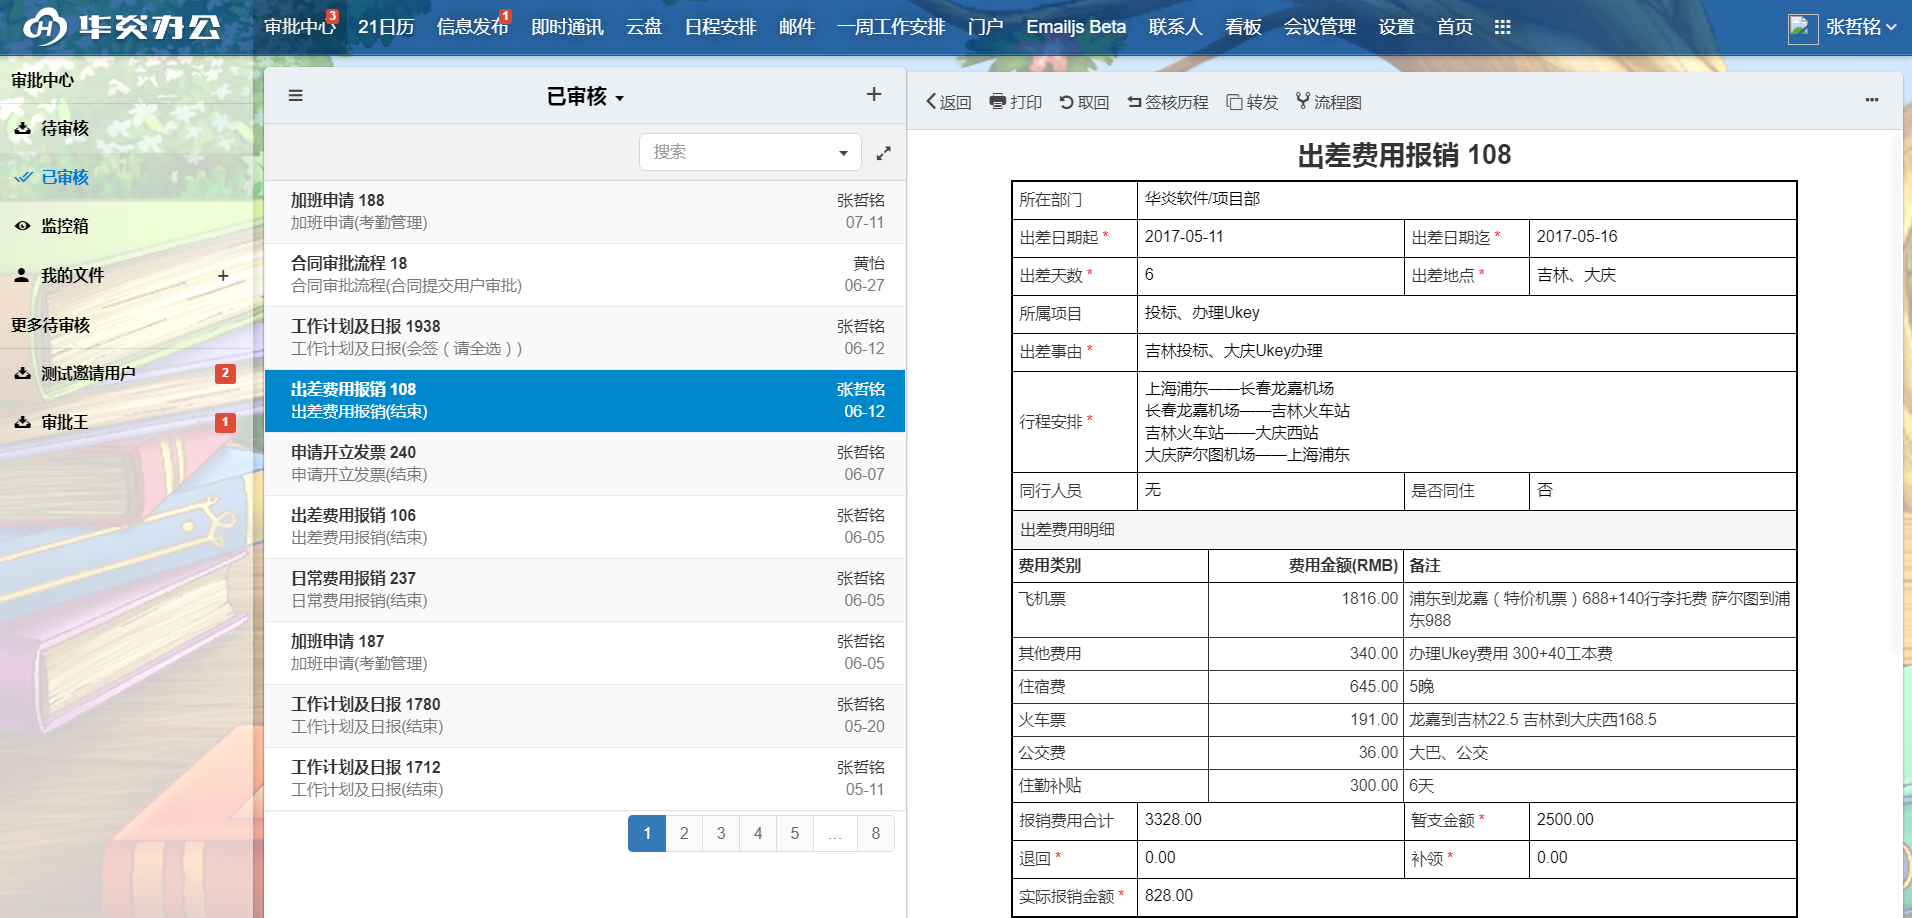 华炎办公
审批中心 3 21日历 信息发布 1 即时通讯 云盘 日程安排 邮件 一周工作安排 门户 Emailjs Beta 联系人 看板 会议管理 设置 首页 张哲铭
审批中心
待审核
已审核
监控箱
我的文件 +
更多待审核
测试邀请用户 2
审批王 1
已审核 +
搜索
加班申请 188 张哲铭
加班申请(考勤管理) 07-11
合同审批流程 18 黄怡
合同审批流程(合同提交用户审批) 06-27
工作计划及日报 1938 张哲铭
工作计划及日报(会签（请全选）) 06-12
出差费用报销 108 张哲铭
出差费用报销(结束) 06-12
申请开立发票 240 张哲铭
申请开立发票(结束) 06-07
出差费用报销 106 张哲铭
出差费用报销(结束) 06-05
日常费用报销 237 张哲铭
日常费用报销(结束) 06-05
加班申请 187 张哲铭
加班申请(考勤管理) 06-05
工作计划及日报 1780 张哲铭
工作计划及日报(结束) 05-20
工作计划及日报 1712 张哲铭
工作计划及日报(结束) 05-11
1 2 3 4 5 ... 8
返回 打印 取回 签核历程 转发 流程图
出差费用报销 108
所在部门 华炎软件/项目部
出差日期起 * 2017-05-11 出差日期迄 * 2017-05-16
出差天数 * 6 出差地点 * 吉林、大庆
所属项目 投标、办理Ukey
出差事由 * 吉林投标、大庆Ukey办理
行程安排 * 上海浦东——长春龙嘉机场
长春龙嘉机场——吉林火车站
吉林火车站——大庆西站
大庆萨尔图机场——上海浦东
同行人员 无 是否同住 否
出差费用明细
费用类别 费用金额(RMB) 备注
飞机票 1816.00 浦东到龙嘉（特价机票）688+140行李托费 萨尔图到浦
东988
其他费用 340.00 办理Ukey费用 300+40工本费
住宿费 645.00 5晚
火车票 191.00 龙嘉到吉林22.5 吉林到大庆西168.5
公交费 36.00 大巴、公交
住勤补贴 300.00 6天
报销费用合计 3328.00 暂支金额 * 2500.00
退回 * 0.00 补领 * 0.00
实际报销金额 * 828.00